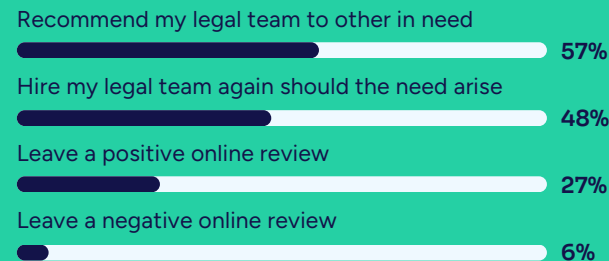 Recommend my legal team to other in need
57%
Hire my legal team again should the need arise
48%
Leave a positive online review
27%
Leave a negative online review
6%